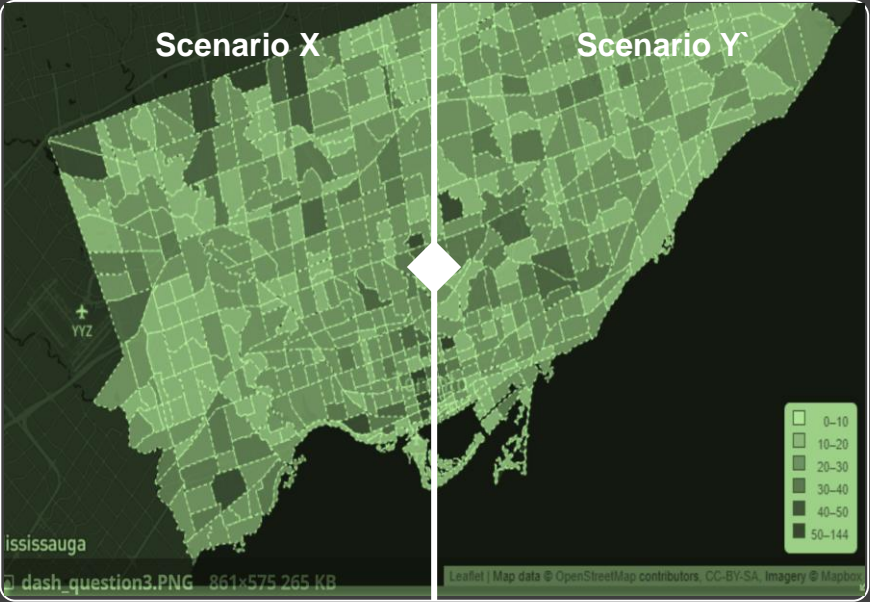 Scenario X
Scenario Y`
YYZ
0–10
10–20
20–30
30–40
40–50
50–144
ississauga
Leaflet | Map data © OpenStreetMap contributors, CC-BY-SA, Imagery © Mapbox
dash_question3.PNG 861×575 265 KB